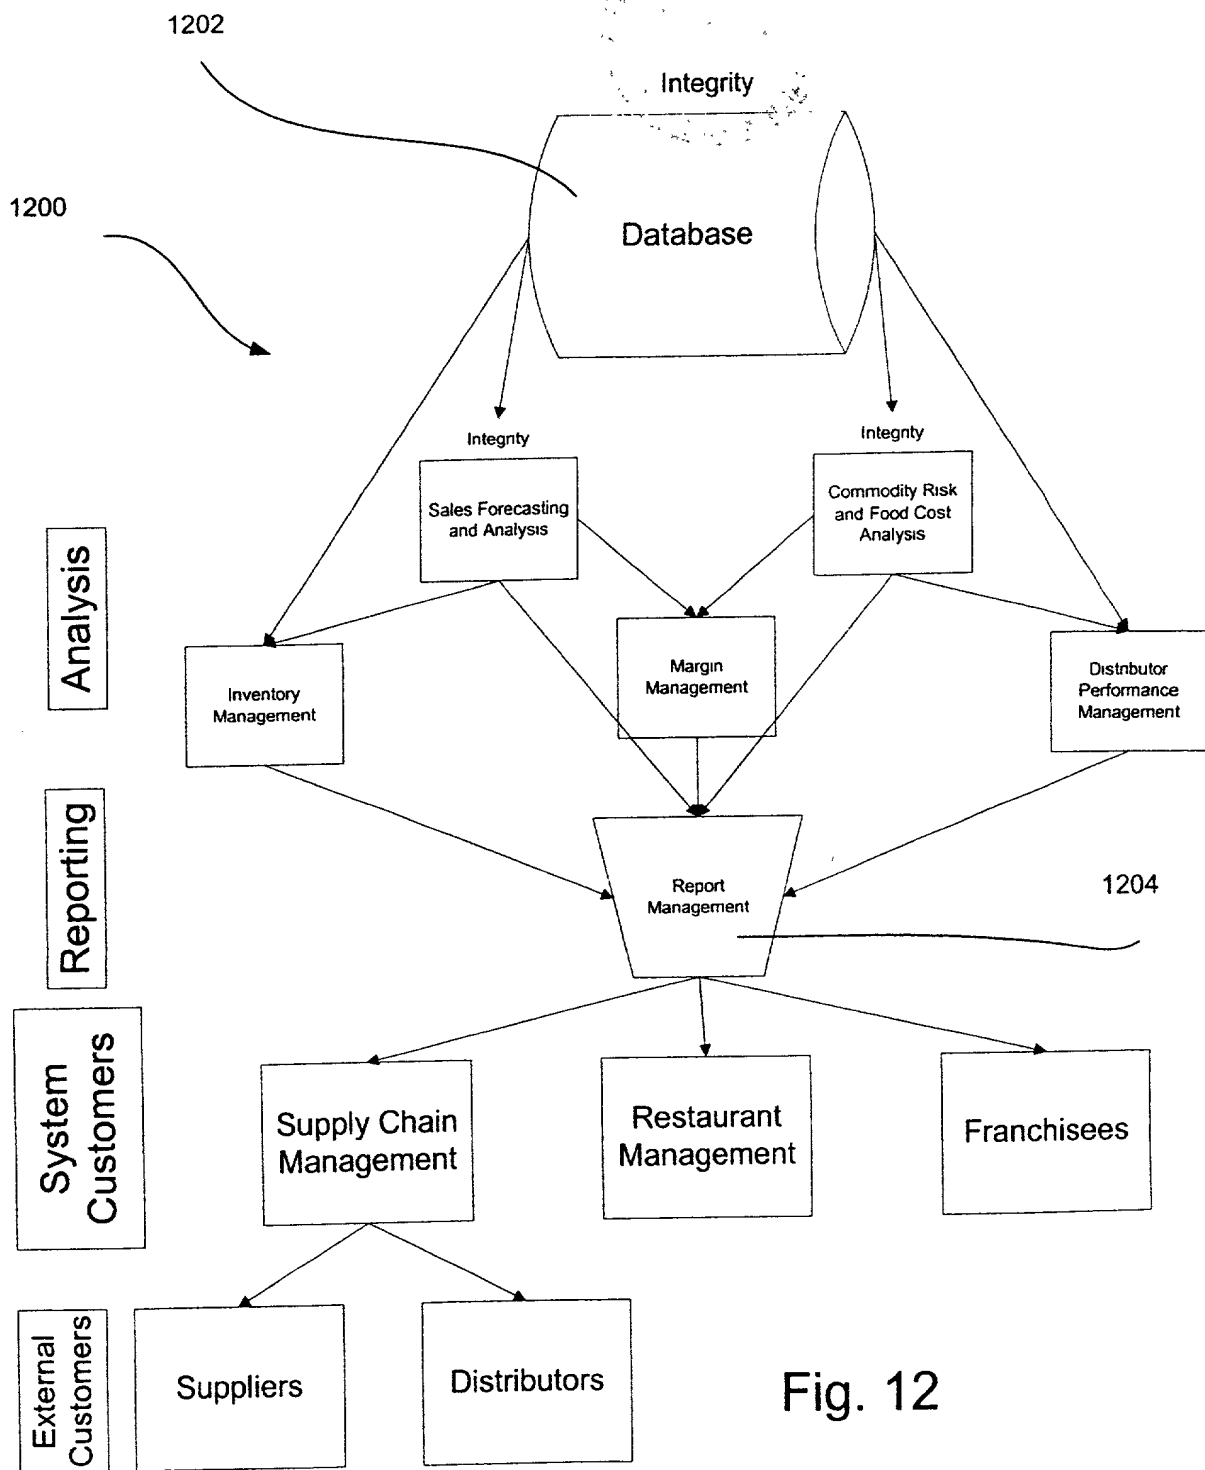 1202
Integrity
1200
Database
Integrity
Integrity
Sales Forecasting
and Analysis
Commodity Risk
and Food Cost
Analysis
Analysis
Inventory
Management
Margin
Management
Distributor
Performance
Management
Reporting
Report
Management
1204
System
Customers
Supply Chain
Management
Restaurant
Management
Franchisees
External
Customers
Suppliers
Distributors
Fig. 12